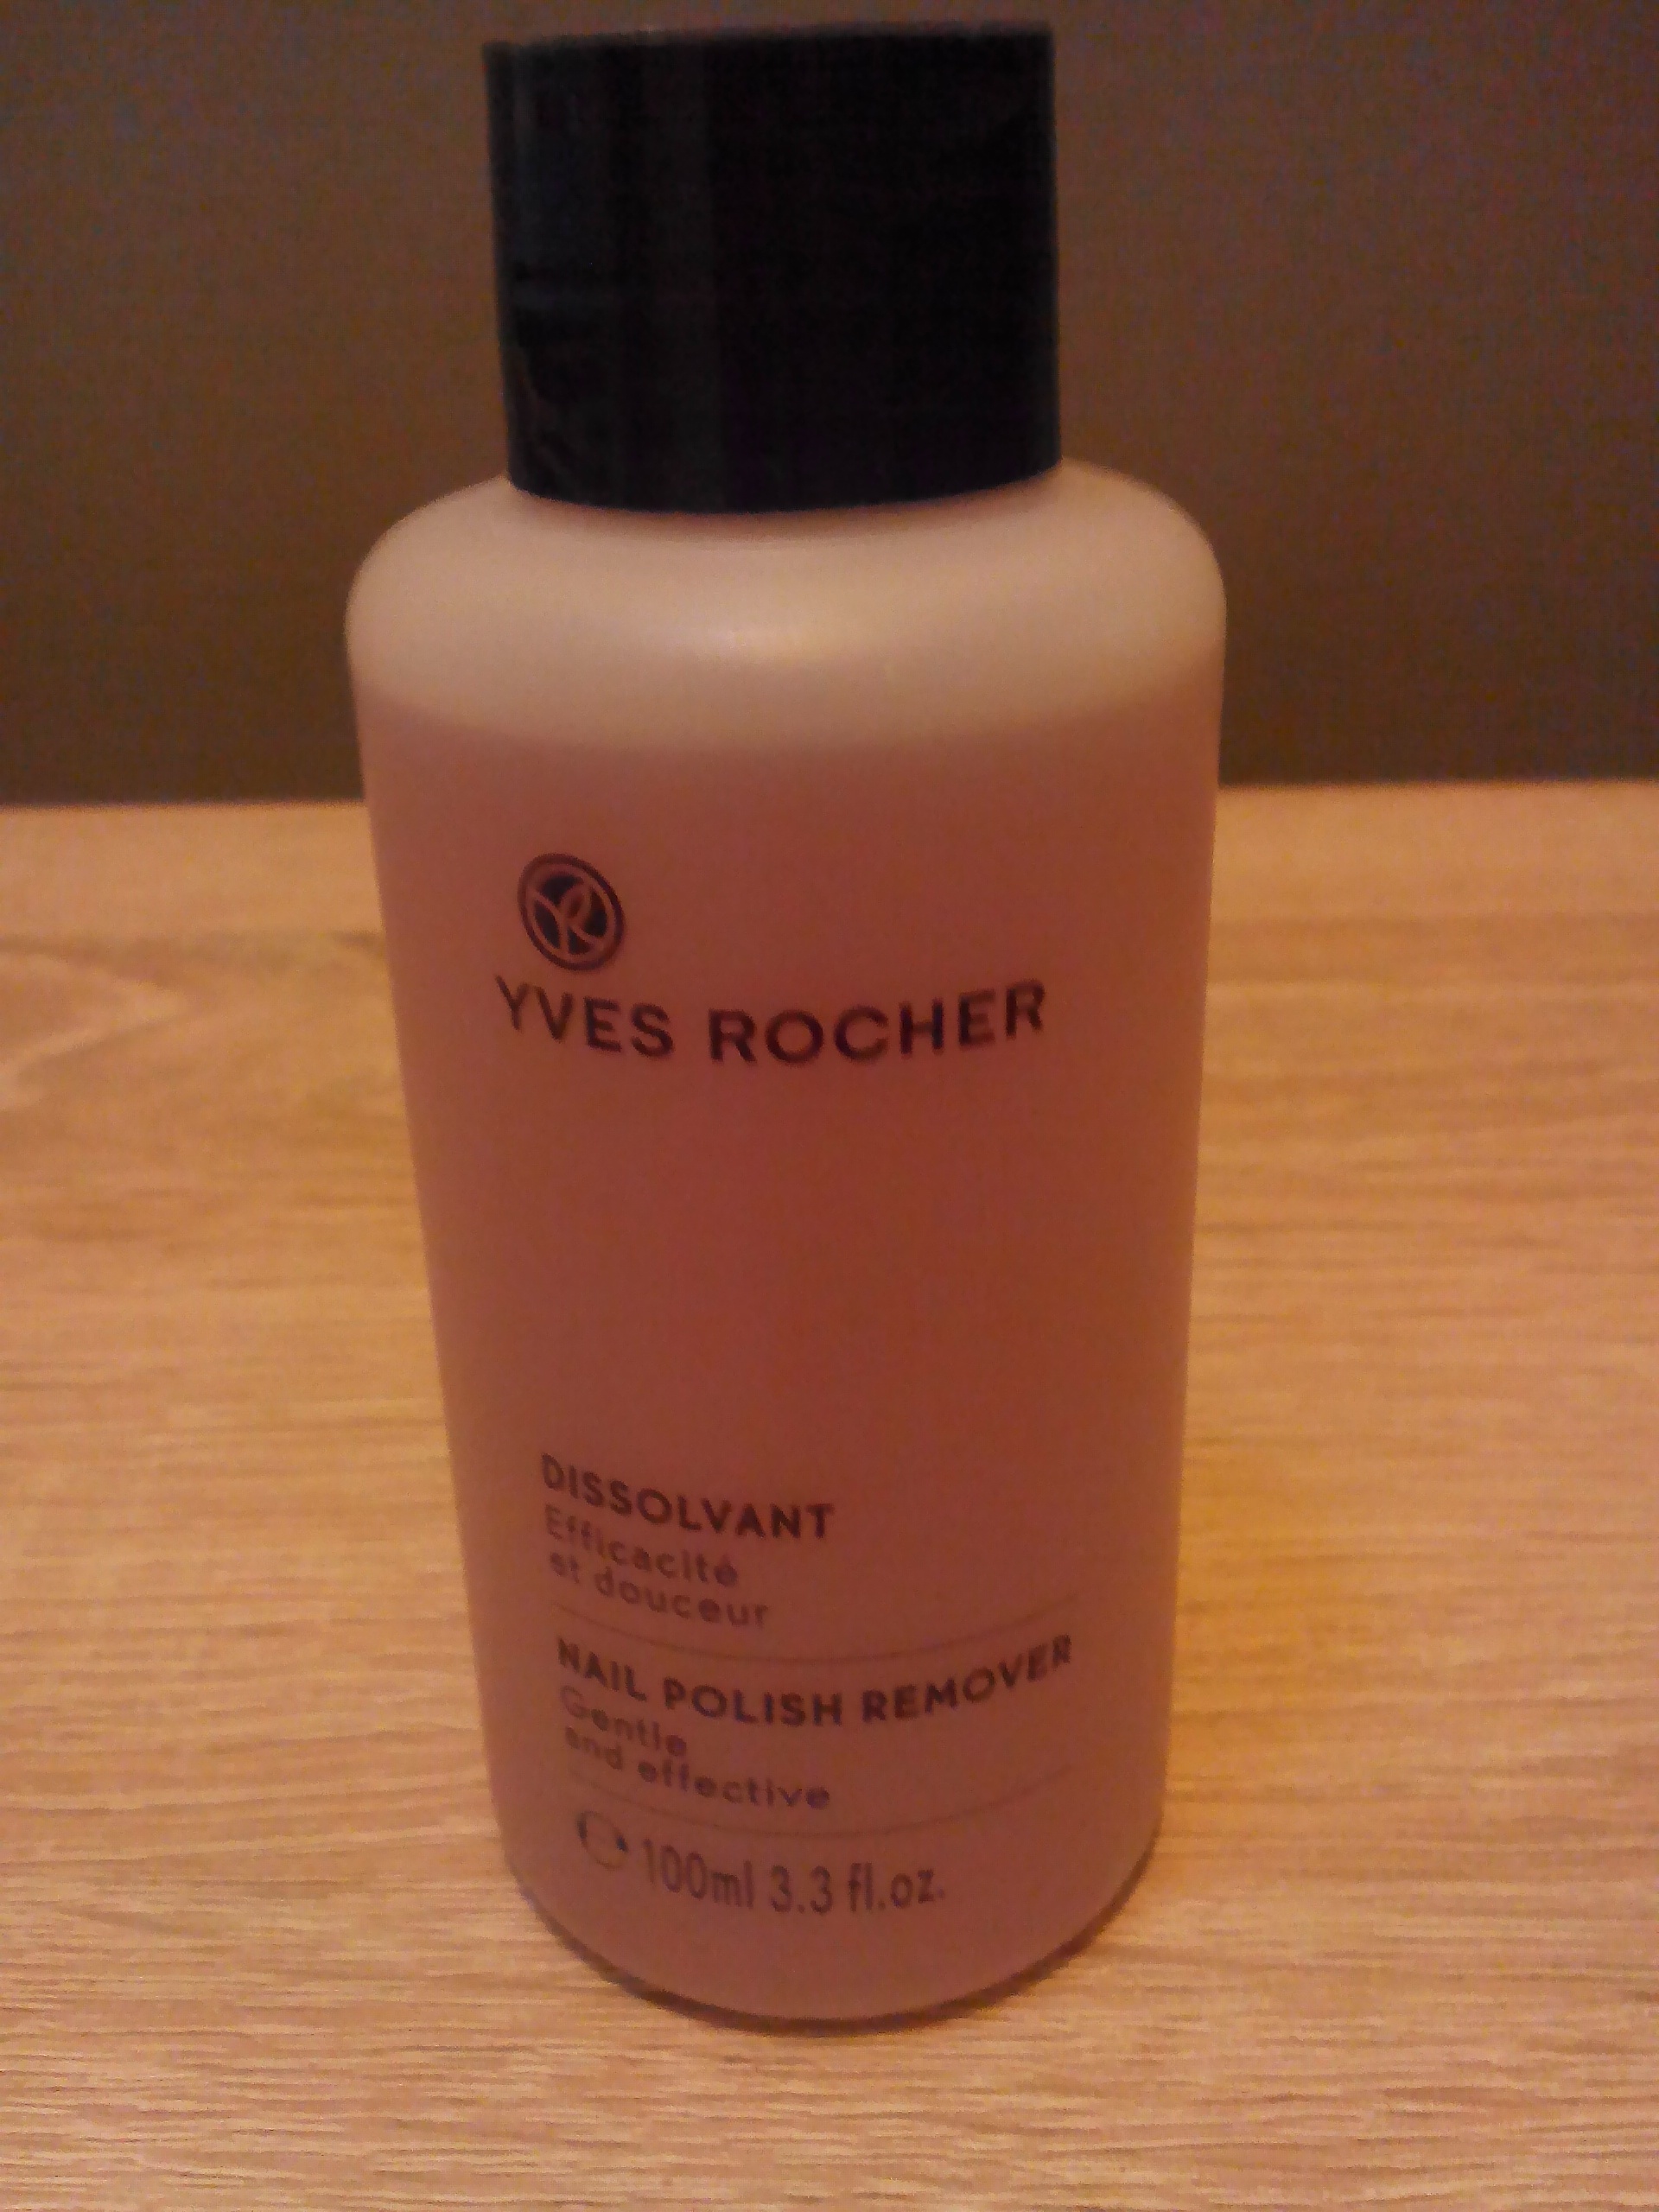 YVES ROCHER
DISSOLVANT
Efficacité
et douceur
NAIL POLISH REMOVER
Gentle
and effective
100ml 3.3 fl.oz.